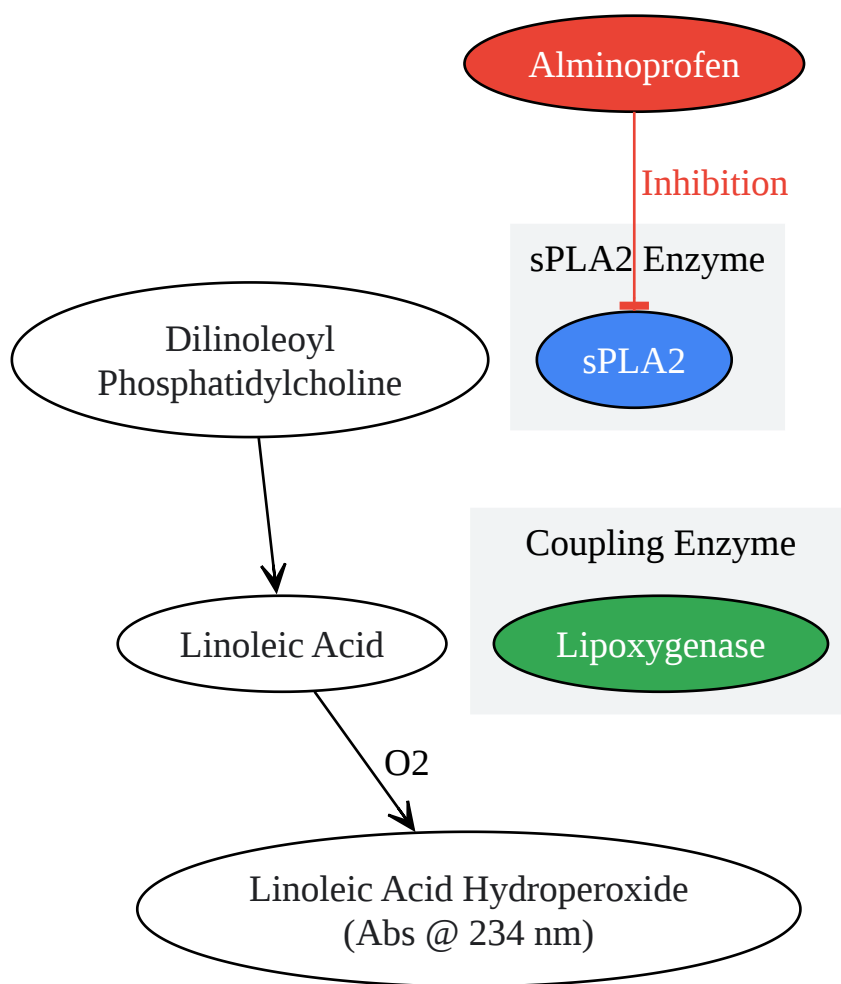 Alminoprofen
Inhibition
sPLA2 Enzyme
Dilinoleoyl
Phosphatidylcholine
sPLA2
Coupling Enzyme
Linoleic Acid
Lipoxygenase
O2
Linoleic Acid Hydroperoxide
(Abs @ 234 nm)